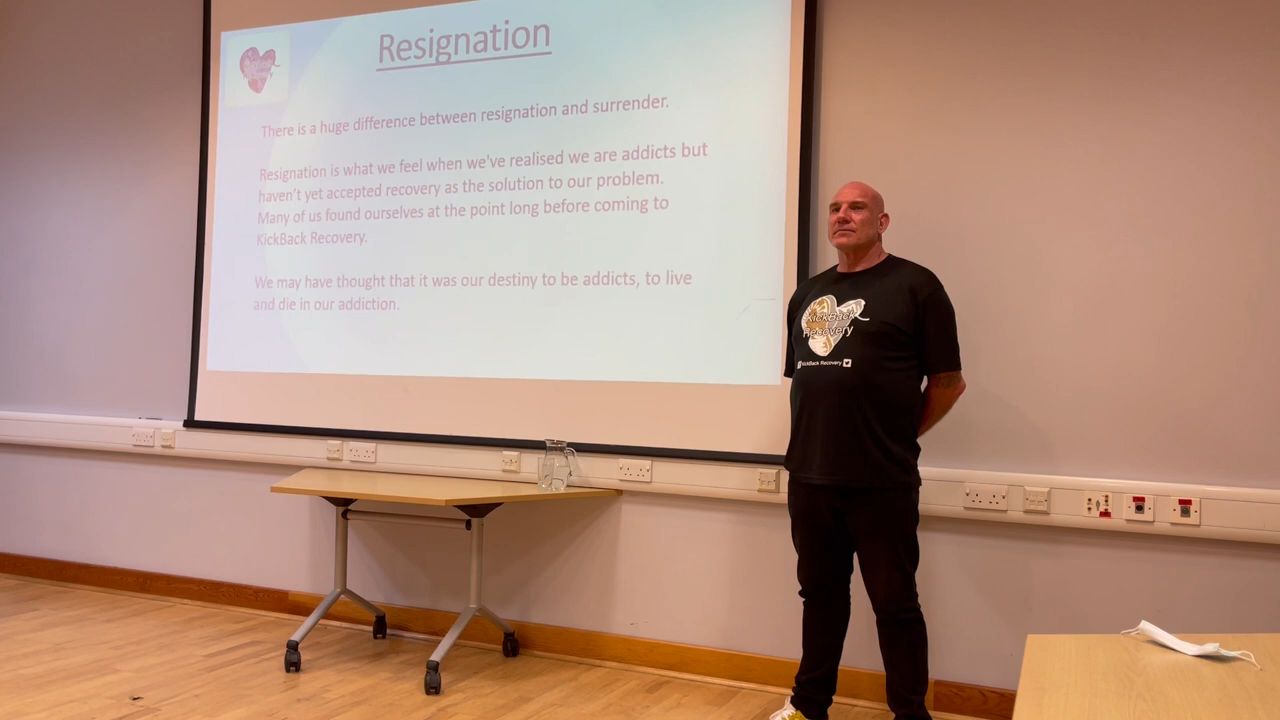 Resignation
There is a huge difference between resignation and surrender.
Resignation is what we feel when we've realised we are addicts but
haven't yet accepted recovery as the solution to our problem.
Many of us found ourselves at the point long before coming to
KickBack Recovery.
We may have thought that it was our destiny to be addicts, to live
and die in our addiction.
KickBack
Recovery
KickBack Recovery